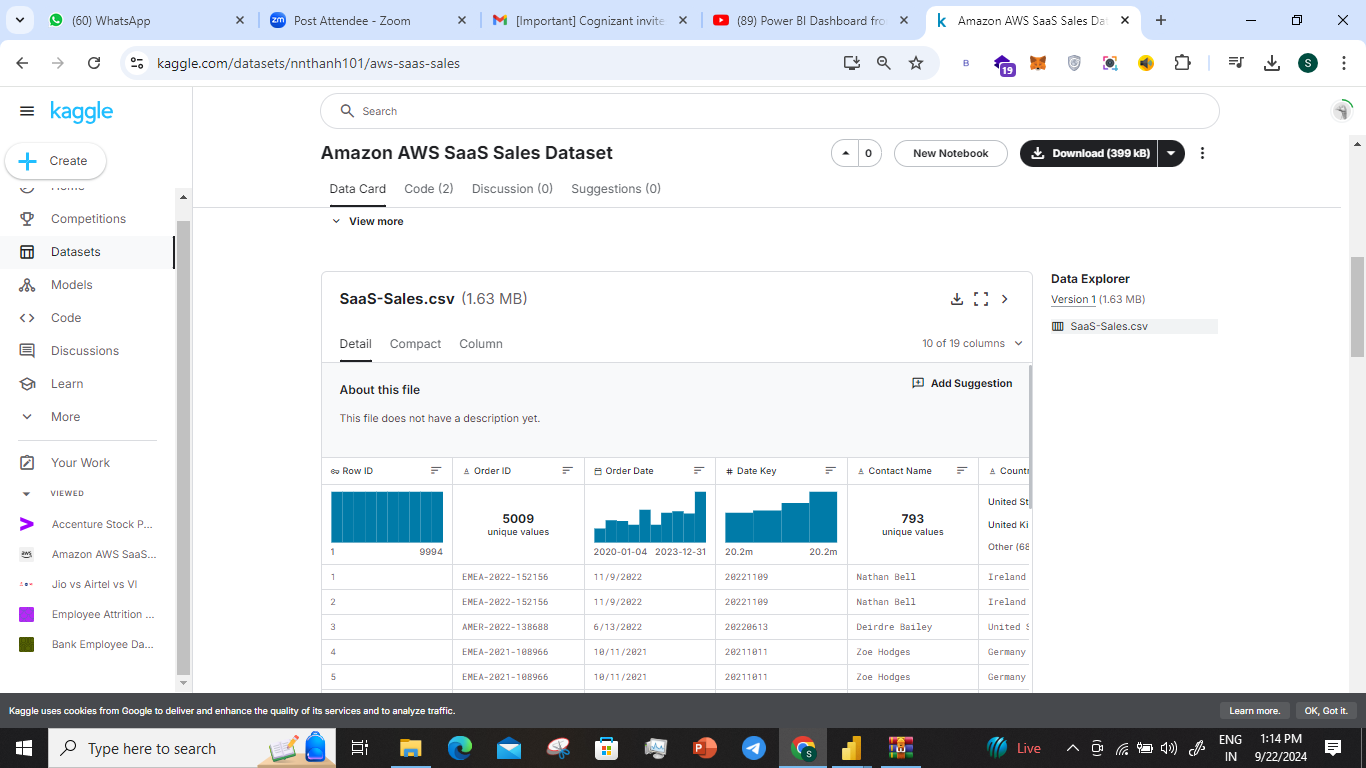 (60) WhatsApp
Post Attendee - Zoom
[Important] Cognizant invite
(89) Power BI Dashboard fro
Amazon AWS SaaS Sales Dat
kaggle.com/datasets/nnthanh101/aws-saas-sales
19
S
kaggle
Search
Create
Home
Competitions
Datasets
Models
Code
Discussions
Learn
More
Your Work
VIEWED
Accenture Stock P...
Amazon AWS SaaS...
Jio vs Airtel vs VI
Employee Attrition ...
Bank Employee Da...
Amazon AWS SaaS Sales Dataset
0
New Notebook
Download (399 kB)
Data Card Code (2) Discussion (0) Suggestions (0)
View more
SaaS-Sales.csv (1.63 MB)
Detail Compact Column
10 of 19 columns
About this file
Add Suggestion
This file does not have a description yet.
Row ID Order ID Order Date # Date Key Contact Name Countr
5009
unique values
793
unique values
United St
United Ki
Other (68
1 9994 2020-01-04 2023-12-31 20.2m 20.2m
1 EMEA-2022-152156 11/9/2022 20221109 Nathan Bell Ireland
2 EMEA-2022-152156 11/9/2022 20221109 Nathan Bell Ireland
3 AMER-2022-138688 6/13/2022 20220613 Deirdre Bailey United S
4 EMEA-2021-108966 10/11/2021 20211011 Zoe Hodges Germany
5 EMEA-2021-108966 10/11/2021 20211011 Zoe Hodges Germany
Data Explorer
Version 1 (1.63 MB)
SaaS-Sales.csv
Kaggle uses cookies from Google to deliver and enhance the quality of its services and to analyze traffic.
Learn more.
OK, Got it.
Type here to search
Live
ENG
IN
1:14 PM
9/22/2024